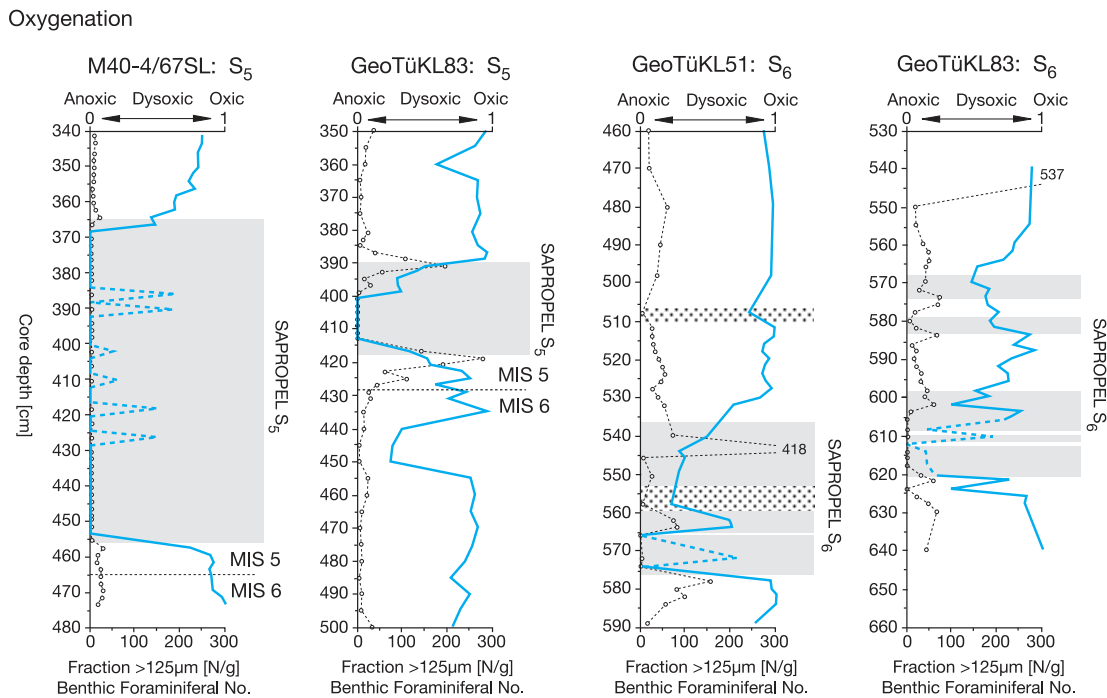 Oxygenation
M40-4/67SL: S5
Anoxic Dysoxic Oxic
0 1
340
350
360
370
380
390
400
410
420
430
440
450
460
470
480
Core depth [cm]
SAPROPEL S5
MIS 5
MIS 6
0 100 200 300
Fraction >125µm [N/g]
Benthic Foraminiferal No.
GeoTüKL83: S5
Anoxic Dysoxic Oxic
0 1
350
360
370
380
390
400
410
420
430
440
450
460
470
480
490
500
SAPROPEL S5
MIS 5
MIS 6
0 100 200 300
Fraction >125µm [N/g]
Benthic Foraminiferal No.
GeoTüKL51: S6
Anoxic Dysoxic Oxic
0 1
460
470
480
490
500
510
520
530
540
550
560
570
580
590
418
SAPROPEL S6
0 100 200 300
Fraction >125µm [N/g]
Benthic Foraminiferal No.
GeoTüKL83: S6
Anoxic Dysoxic Oxic
0 1
530
537
550
560
570
580
590
600
610
620
630
640
660
SAPROPEL S6
0 100 200 300
Fraction >125µm [N/g]
Benthic Foraminiferal No.